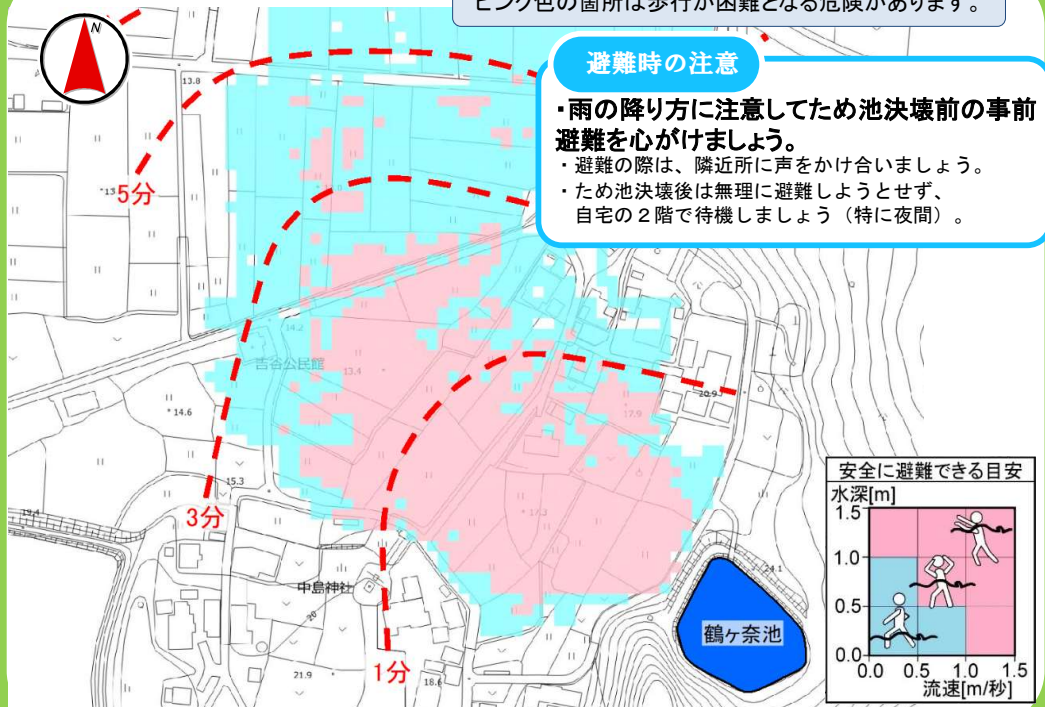 ピンク色の箇所は歩行が困難となる危険があります。
N
避難時の注意
・雨の降り方に注意してため池決壊前の事前
避難を心がけましょう。
・避難の際は、隣近所に声をかけ合いましょう。
・ため池決壊後は無理に避難しようとせず、
自宅の２階で待機しましょう（特に夜間）。
13.8
5分
14.2
吉谷公民館
13.4
14.6
20.9
17.9
15.3
19.4
3分
17.3
中島神社
20
24.1
鶴ヶ奈池
1分
21.9
18.6
安全に避難できる目安
水深[m]
1.5
1.0
0.5
0.0
0.0 0.5 1.0 1.5
流速[m/秒]